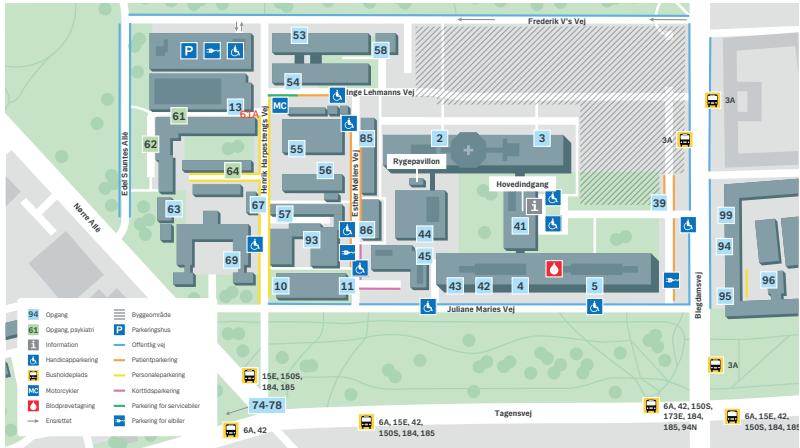 Frederik V's Vej
53
58
P
54
Inge Lehmanns Vej
MC
13
61A
61
62
Edel Sauntes Allé
Henrik Harpestrengs Vej
Esther Møllers Vej
85
2
3
3A
3A
55
Rygepavillon
64
56
Hovedindgang
i
39
63
67
57
41
99
86
44
93
94
Nørre Allé
69
45
96
10
11
43
42
4
5
95
Juliane Maries Vej
Blegdamsvej
94 Opgang
61 Opgang, psykiatri
i Information
Handicapparkering
Busholdeplads
MC Motorcykler
Blodprøvetagning
Ensrettet
Byggeområde
P Parkeringshus
Offentlig vej
Patientparkering
Personaleparkering
Korttidsparkering
Parkering for servicebiler
Parkering for elbiler
3A
15E, 150S,
184, 185
74-78
6A, 42
6A, 15E, 42,
150S, 184, 185
Tagensvej
6A, 42, 150S,
173E, 184,
185, 94N
6A, 15E, 42,
150S, 184, 185